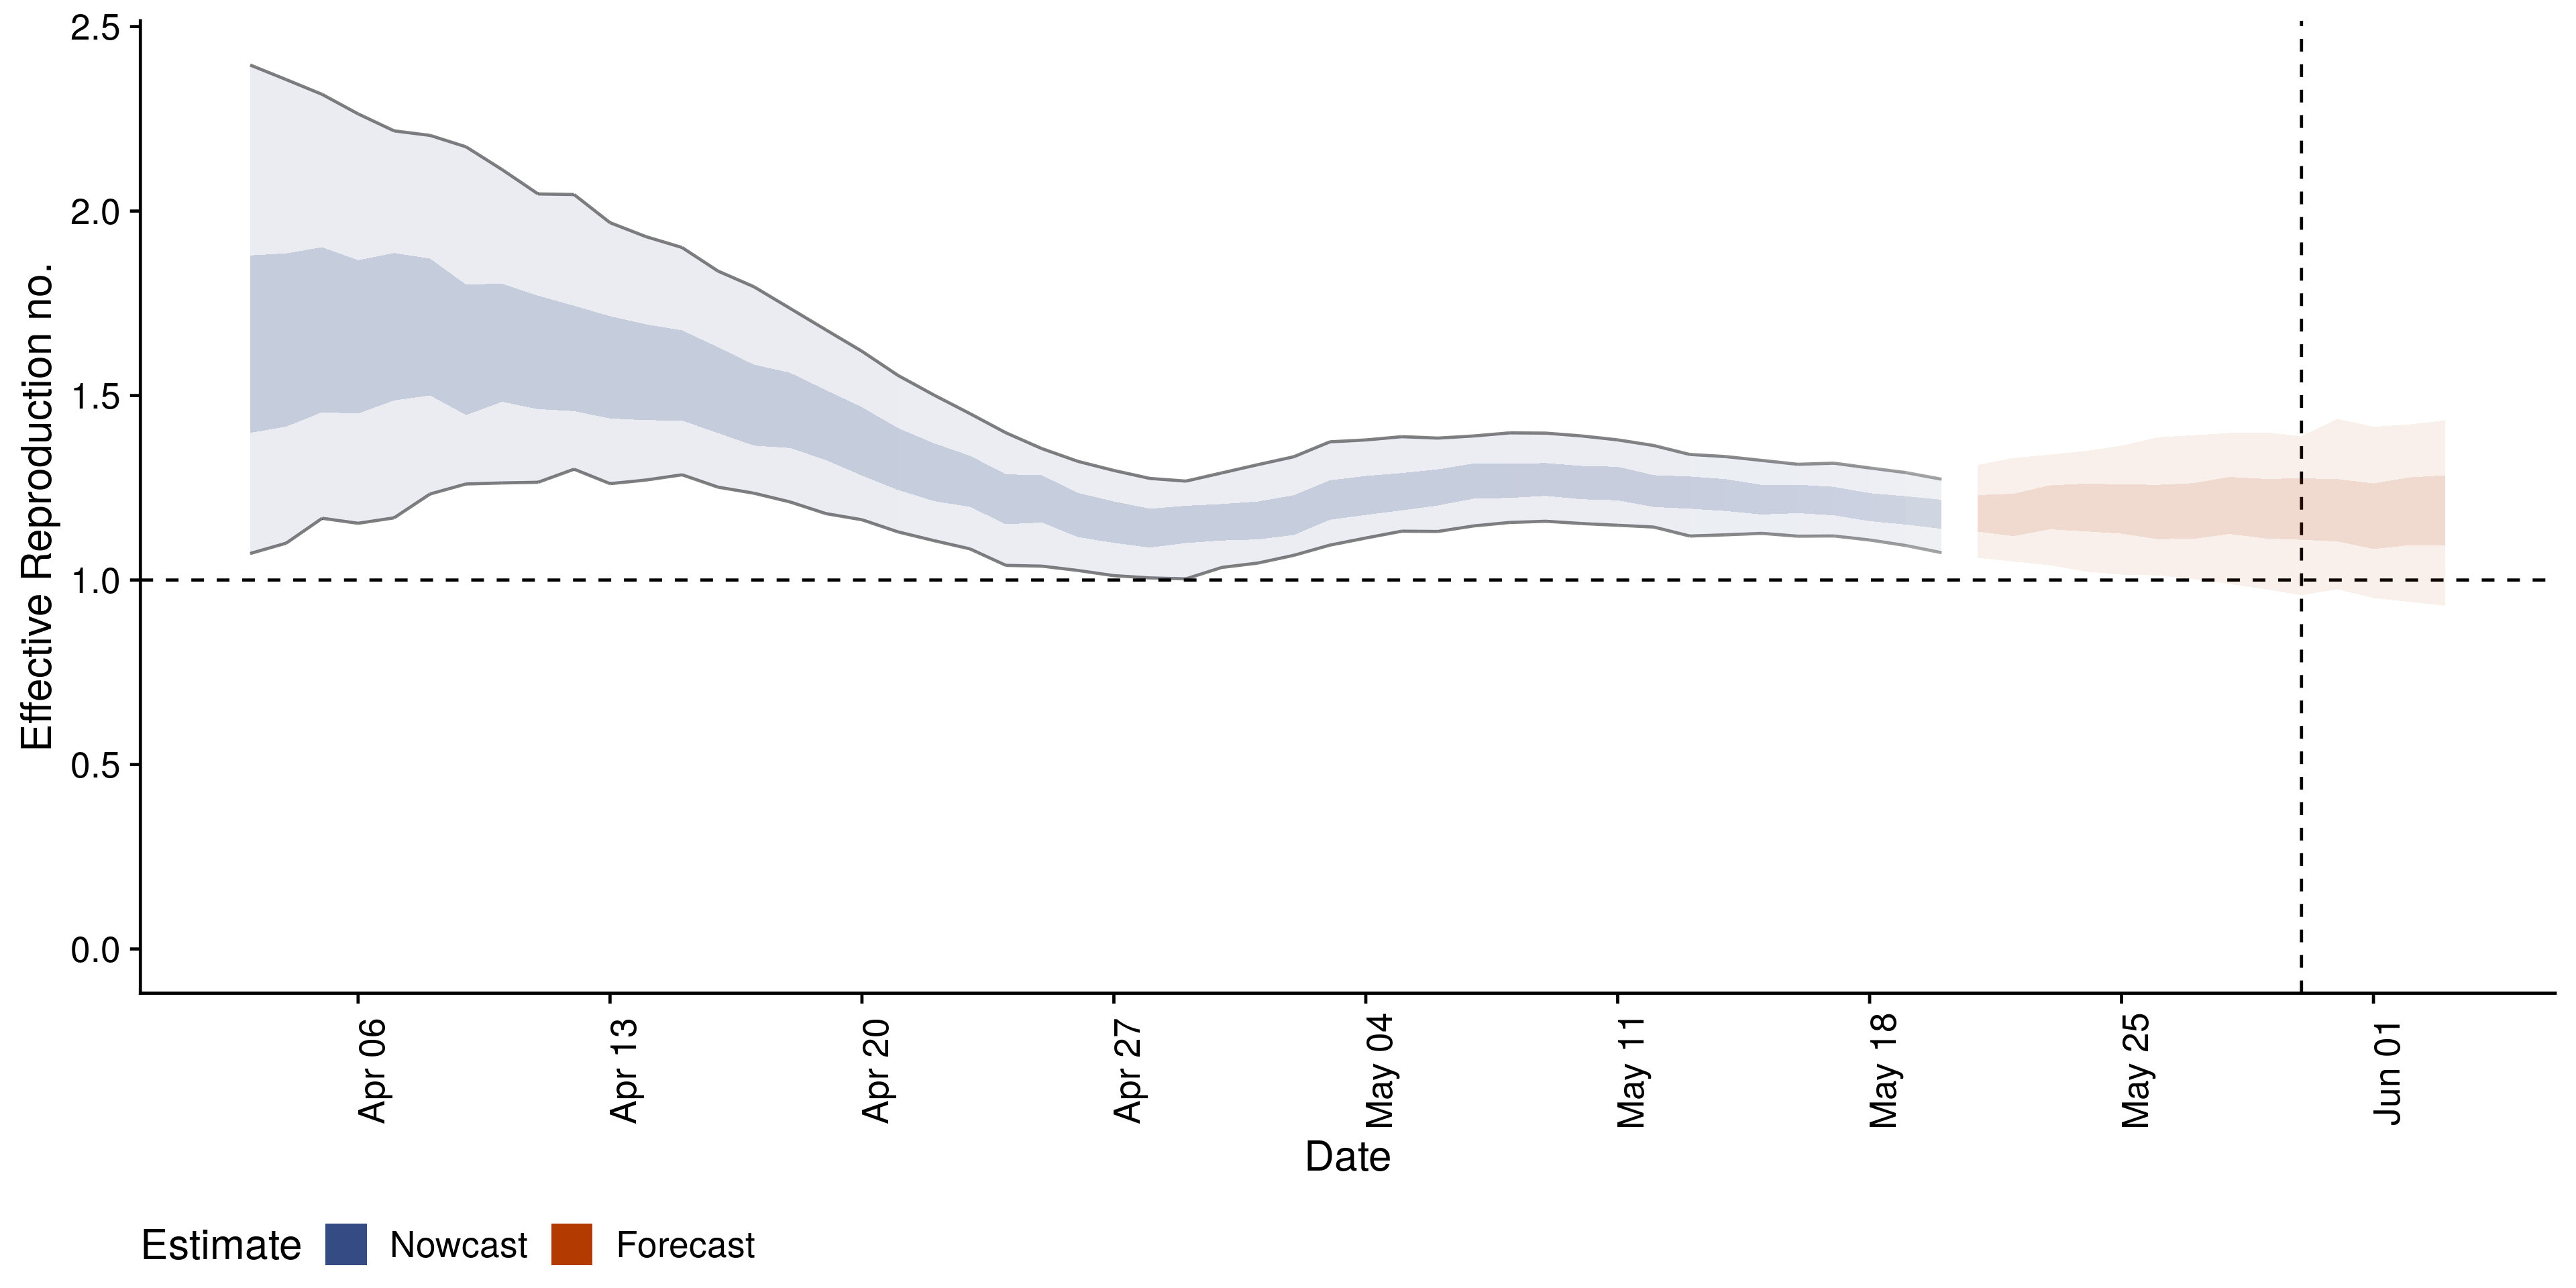 Effective Reproduction no.
2.5
2.0
1.5
1.0
0.5
0.0
Apr 06
Apr 13
Apr 20
Apr 27
May 04
May 11
May 18
May 25
Jun 01
Date
Estimate Nowcast Forecast